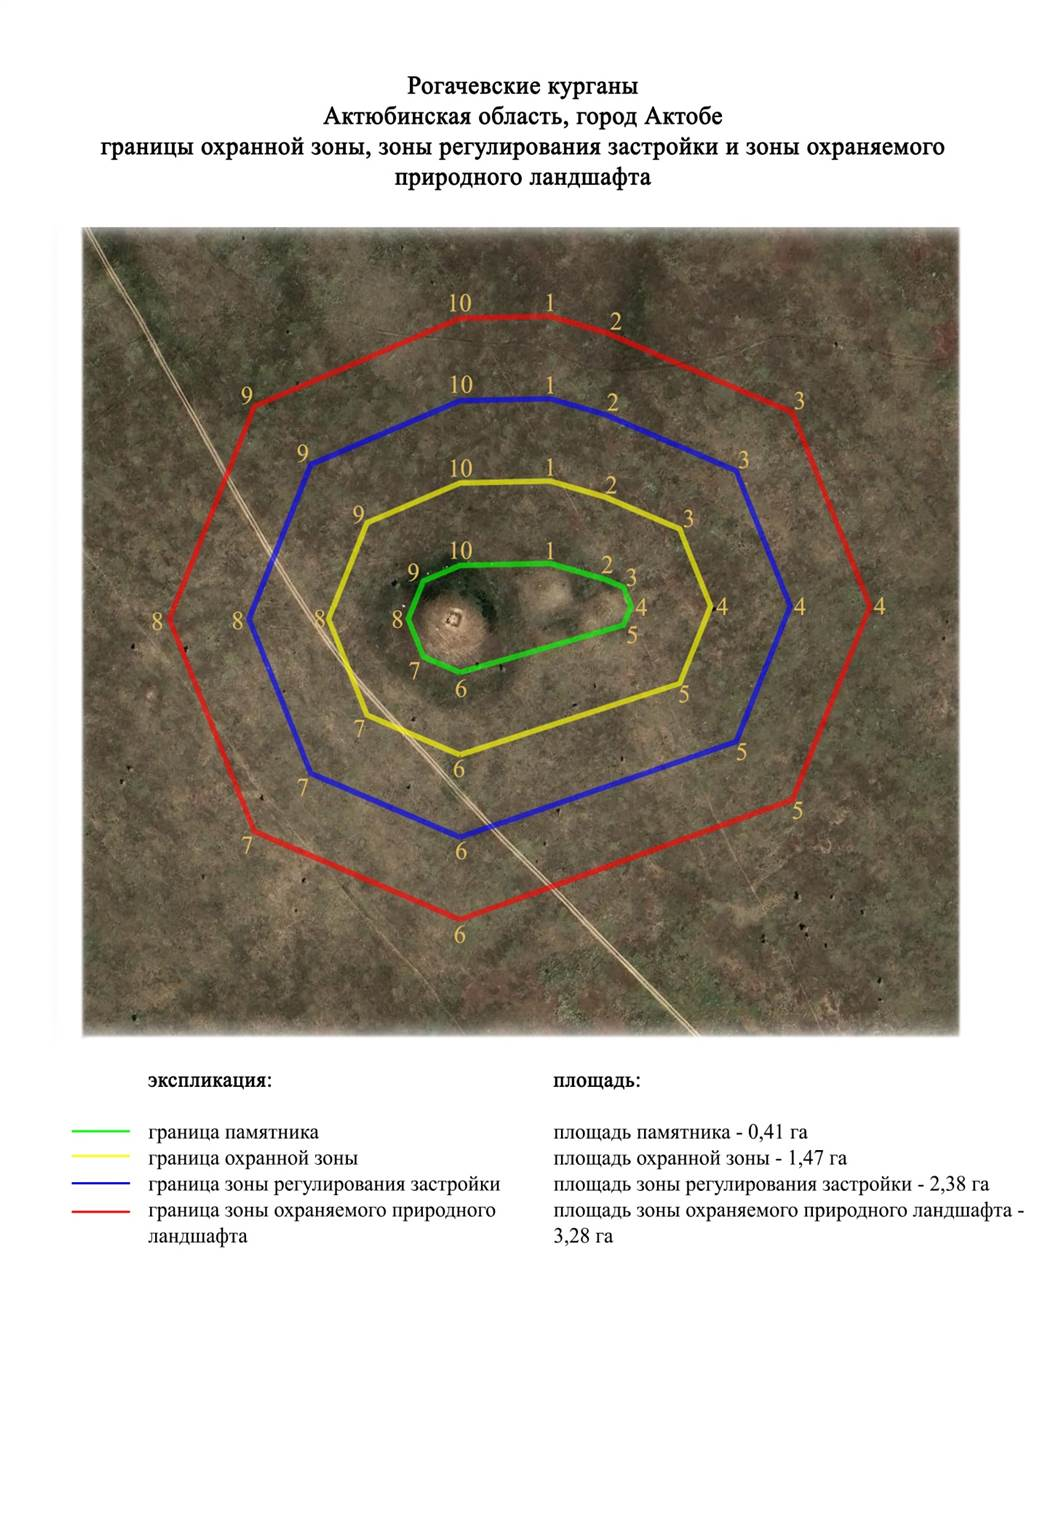 Рогачевские курганы
Актюбинская область, город Актобе
границы охранной зоны, зоны регулирования застройки и зоны охраняемого
природного ландшафта
10 1 2
9 3
10 1 2
9 3
10 1 2
9 3
10 1 2
9 3
8 8 8 8 4 4 4 4
5
7 6 5
7 6 5
7 6 5
7 6
экспликация: площадь:
граница памятника площадь памятника - 0,41 га
граница охранной зоны площадь охранной зоны - 1,47 га
граница зоны регулирования застройки площадь зоны регулирования застройки - 2,38 га
граница зоны охраняемого природного площадь зоны охраняемого природного ландшафта -
ландшафта 3,28 га